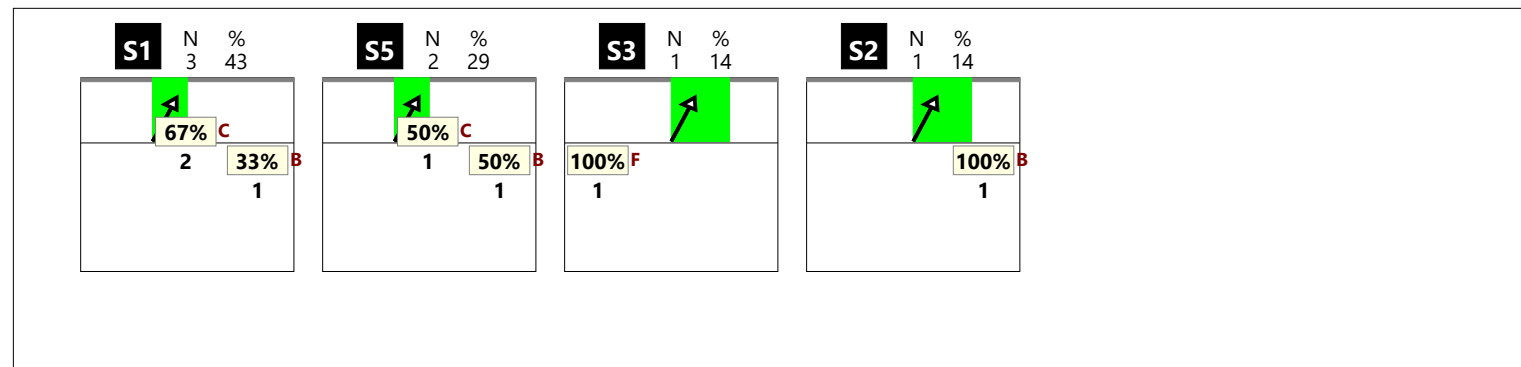 S1 N % S5 N % S3 N % S2 N %
3 43 2 29 1 14 1 14
67% C 50% C
2 33% B 1 50% B 100% F 100% B
1 1 1 1